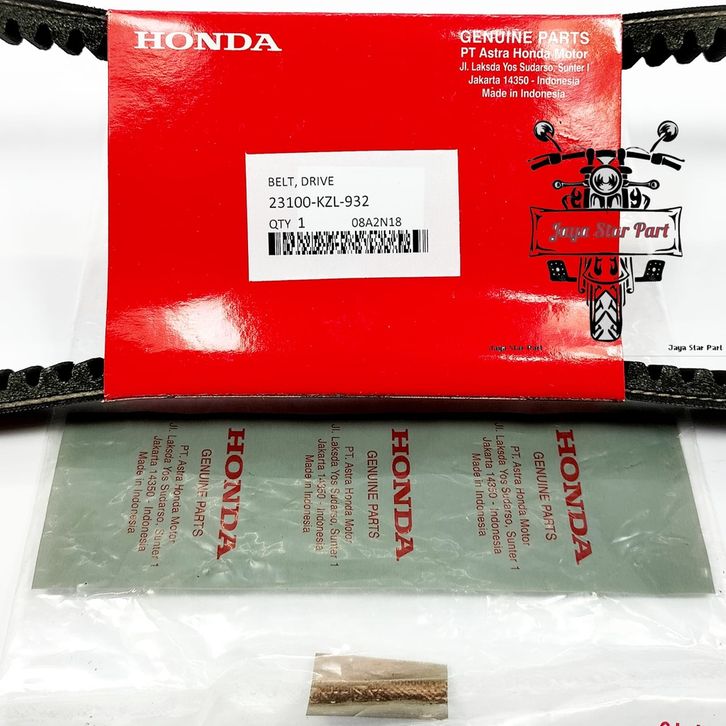 HONDA
GENUINE PARTS
PT Astra Honda Motor
Jl. Laksda Yos Sudarso, Sunter I
Jakarta 14350 - Indonesia
Made in Indonesia
BELT, DRIVE
23100-KZL-932
QTY 1 08A2N18
Jaya Star Part
Jaya Star Part
Jaya Star Part
HONDA
GENUINE PARTS
PT. Astra Honda Motor
Jl. Laksda Yos Sudarso, Sunter 1
Jakarta 14350 - Indonesia
Made in Indonesia
HONDA
GENUINE PARTS
PT. Astra Honda Motor
Jl. Laksda Yos Sudarso, Sunter 1
Jakarta 14350 - Indonesia
Made in Indonesia
HONDA
GENUINE PARTS
PT. Astra Honda Motor
Jl. Laksda Yos Sudarso, Sunter 1
Jakarta 14350 - Indonesia
Made in Indonesia